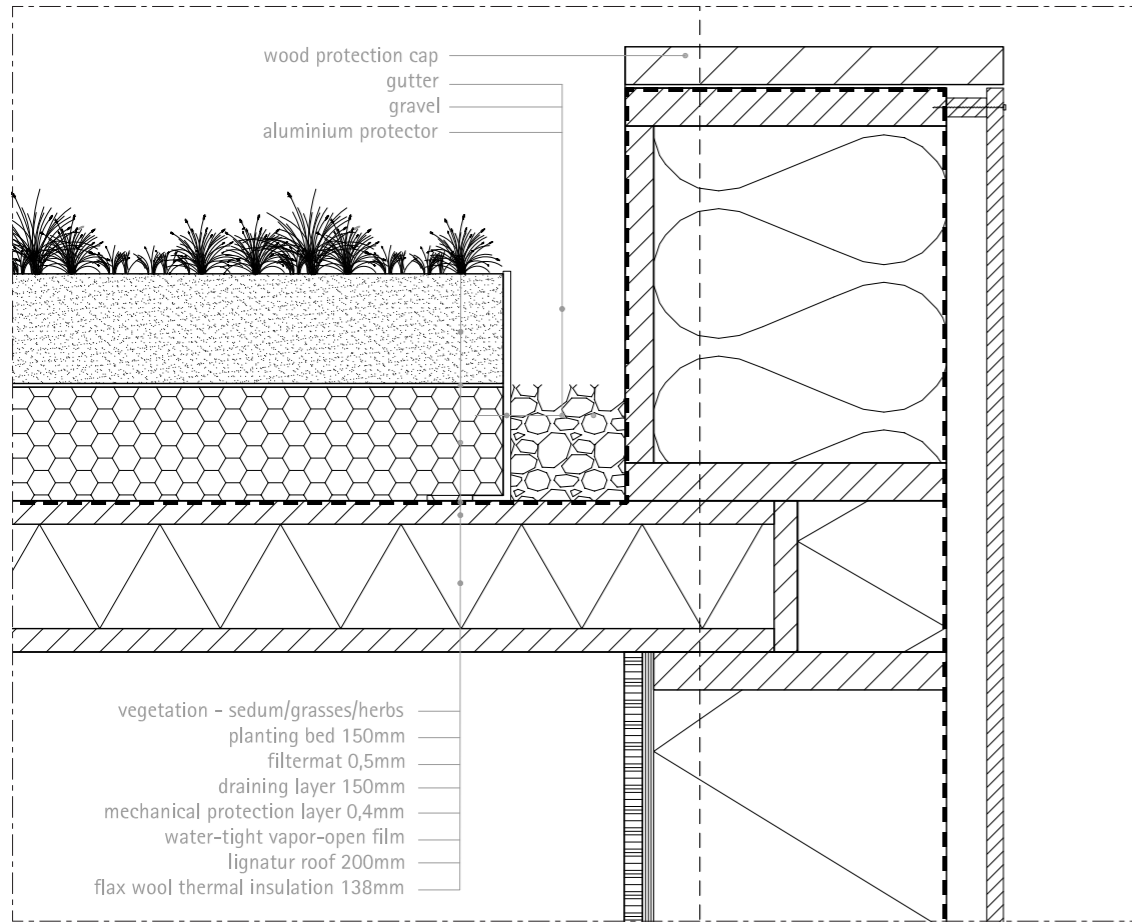 wood protection cap
gutter
gravel
aluminium protector
vegetation - sedum/grasses/herbs
planting bed 150mm
filtermat 0,5mm
draining layer 150mm
mechanical protection layer 0,4mm
water-tight vapor-open film
lignatur roof 200mm
flax wool thermal insulation 138mm